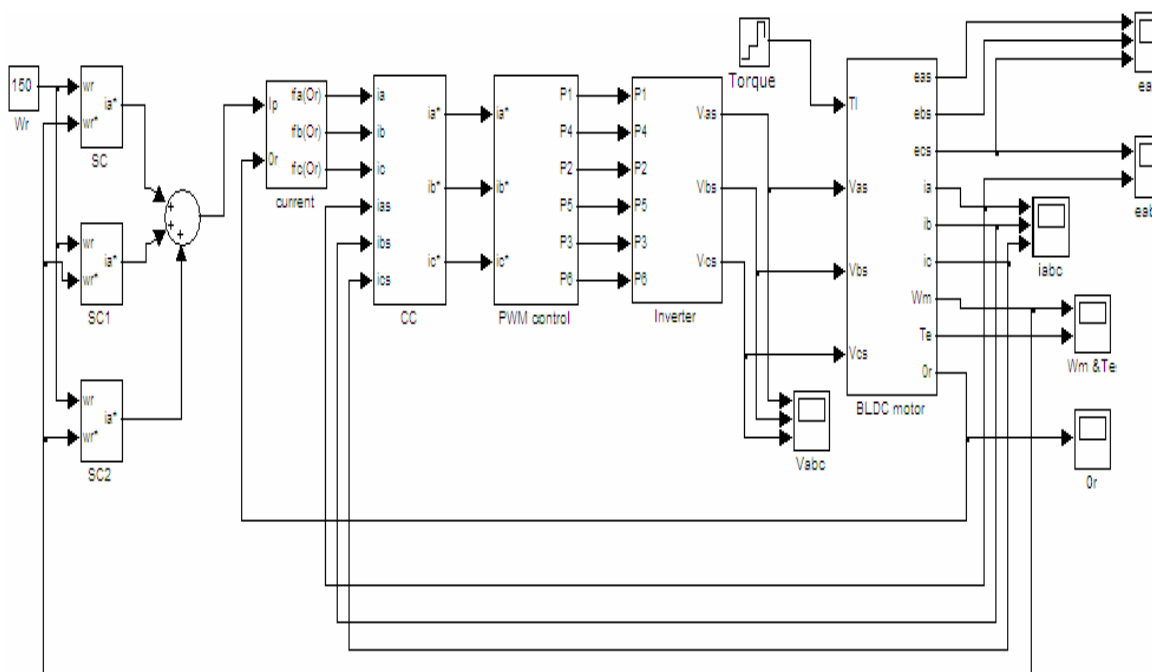 150
Wr
wr
ia*
wr*
SC
wr
ia*
wr*
SC1
wr
ia*
wr*
SC2
+
+
+
Ip
0r
fa(Or)
fb(Or)
fc(Or)
current
ia
ib
ic
ias
ibs
ics
ia*
ib*
ic*
CC
ia*
ib*
ic*
P1
P4
P2
P5
P3
P6
PWM control
P1
P4
P2
P5
P3
P6
Vas
Vbs
Vcs
Inverter
Torque
Vabc
Tl
Vas
Vbs
Vcs
eas
ebs
ecs
ia
ib
ic
Wm
Te
0r
BLDC motor
ea
eab
iabc
Wm &Te
0r